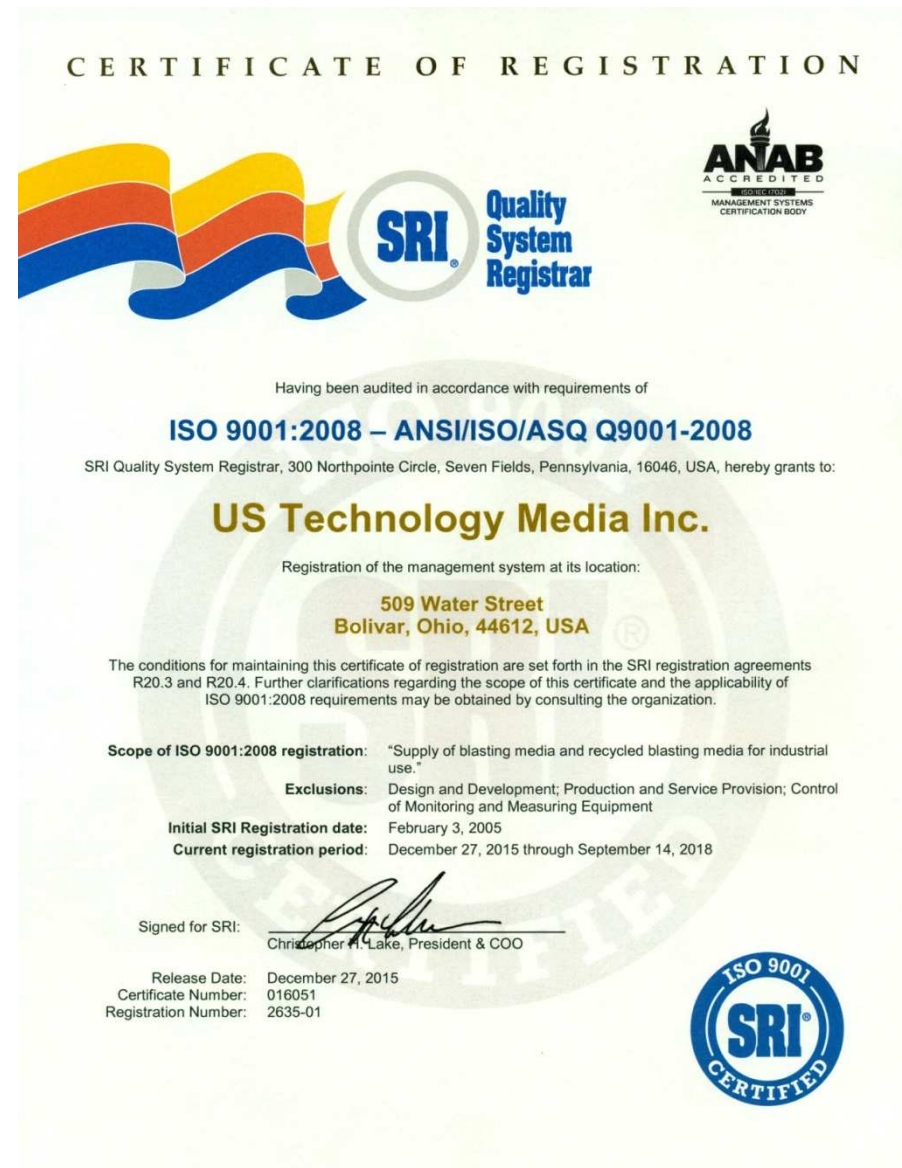 CERTIFICATE OF REGISTRATION
ANAB
ACCREDITED
ISO/IEC 17021
MANAGEMENT SYSTEMS
CERTIFICATION BODY
SRI®
Quality
System
Registrar
Having been audited in accordance with requirements of
ISO 9001:2008 – ANSI/ISO/ASQ Q9001-2008
SRI Quality System Registrar, 300 Northpointe Circle, Seven Fields, Pennsylvania, 16046, USA, hereby grants to:
US Technology Media Inc.
Registration of the management system at its location:
509 Water Street
Bolivar, Ohio, 44612, USA
The conditions for maintaining this certificate of registration are set forth in the SRI registration agreements
R20.3 and R20.4. Further clarifications regarding the scope of this certificate and the applicability of
ISO 9001:2008 requirements may be obtained by consulting the organization.
Scope of ISO 9001:2008 registration: “Supply of blasting media and recycled blasting media for industrial
use.”
Exclusions: Design and Development; Production and Service Provision; Control
of Monitoring and Measuring Equipment
Initial SRI Registration date: February 3, 2005
Current registration period: December 27, 2015 through September 14, 2018
Signed for SRI:
Christopher H. Lake, President & COO
Release Date: December 27, 2015
Certificate Number: 016051
Registration Number: 2635-01
ISO 9001
SRI®
CERTIFIED
ISO 9001
SRI®
CERTIFIED